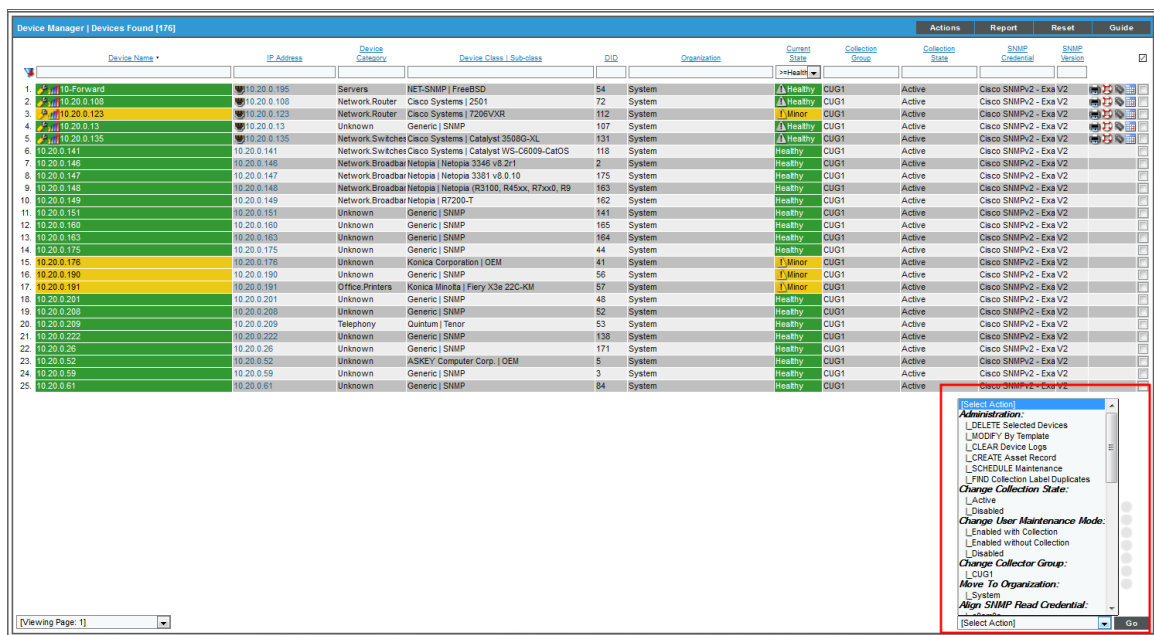 Device Manager | Devices Found [176] Actions Report Reset Guide
Device Name IP Address Device Category Device Class | Sub-class DID Organization Current State Collection Group Collection State SNMP Credential SNMP Version
>=Health
1. 10-Forward 10.20.0.195 Servers NET-SNMP | FreeBSD 54 System Healthy CUG1 Active Cisco SNMPv2 - Exa V2
2. 10.20.0.108 10.20.0.108 Network.Router Cisco Systems | 2501 72 System Healthy CUG1 Active Cisco SNMPv2 - Exa V2
3. 10.20.0.123 10.20.0.123 Network.Router Cisco Systems | 7206VXR 112 System Minor CUG1 Active Cisco SNMPv2 - Exa V2
4. 10.20.0.13 10.20.0.13 Unknown Generic | SNMP 107 System Healthy CUG1 Active Cisco SNMPv2 - Exa V2
5. 10.20.0.135 10.20.0.135 Network.Switches Cisco Systems | Catalyst 3508G-XL 131 System Healthy CUG1 Active Cisco SNMPv2 - Exa V2
6. 10.20.0.141 10.20.0.141 Network.Switches Cisco Systems | Catalyst WS-C6009-CatOS 118 System Healthy CUG1 Active Cisco SNMPv2 - Exa V2
7. 10.20.0.146 10.20.0.146 Network.Broadbar Netopia | Netopia 3346 v8.2r1 2 System Healthy CUG1 Active Cisco SNMPv2 - Exa V2
8. 10.20.0.147 10.20.0.147 Network.Broadbar Netopia | Netopia 3381 v8.0.10 175 System Healthy CUG1 Active Cisco SNMPv2 - Exa V2
9. 10.20.0.148 10.20.0.148 Network.Broadbar Netopia | Netopia (R3100, R45xx, R7xx0, R9 163 System Healthy CUG1 Active Cisco SNMPv2 - Exa V2
10. 10.20.0.149 10.20.0.149 Network.Broadbar Netopia | R7200-T 162 System Healthy CUG1 Active Cisco SNMPv2 - Exa V2
11. 10.20.0.151 10.20.0.151 Unknown Generic | SNMP 141 System Healthy CUG1 Active Cisco SNMPv2 - Exa V2
12. 10.20.0.160 10.20.0.160 Unknown Generic | SNMP 165 System Healthy CUG1 Active Cisco SNMPv2 - Exa V2
13. 10.20.0.163 10.20.0.163 Unknown Generic | SNMP 164 System Healthy CUG1 Active Cisco SNMPv2 - Exa V2
14. 10.20.0.175 10.20.0.175 Unknown Generic | SNMP 44 System Healthy CUG1 Active Cisco SNMPv2 - Exa V2
15. 10.20.0.176 10.20.0.176 Unknown Konica Corporation | OEM 41 System Minor CUG1 Active Cisco SNMPv2 - Exa V2
16. 10.20.0.190 10.20.0.190 Unknown Generic | SNMP 56 System Minor CUG1 Active Cisco SNMPv2 - Exa V2
17. 10.20.0.191 10.20.0.191 Office.Printers Konica Minolta | Fiery X3e 22C-KM 57 System Minor CUG1 Active Cisco SNMPv2 - Exa V2
18. 10.20.0.201 10.20.0.201 Unknown Generic | SNMP 48 System Healthy CUG1 Active Cisco SNMPv2 - Exa V2
19. 10.20.0.208 10.20.0.208 Unknown Generic | SNMP 52 System Healthy CUG1 Active Cisco SNMPv2 - Exa V2
20. 10.20.0.209 10.20.0.209 Telephony Quintum | Tenor 53 System Healthy CUG1 Active Cisco SNMPv2 - Exa V2
21. 10.20.0.222 10.20.0.222 Unknown Generic | SNMP 138 System Healthy CUG1 Active Cisco SNMPv2 - Exa V2
22. 10.20.0.26 10.20.0.26 Unknown Generic | SNMP 171 System Healthy CUG1 Active Cisco SNMPv2 - Exa V2
23. 10.20.0.52 10.20.0.52 Unknown ASKEY Computer Corp. | OEM 5 System Healthy CUG1 Active Cisco SNMPv2 - Exa V2
24. 10.20.0.59 10.20.0.59 Unknown Generic | SNMP 3 System Healthy CUG1 Active Cisco SNMPv2 - Exa V2
25. 10.20.0.61 10.20.0.61 Unknown Generic | SNMP 84 System Healthy CUG1 Active Cisco SNMPv2 - Exa V2
[Select Action]
Administration:
|_DELETE Selected Devices
|_MODIFY By Template
|_CLEAR Device Logs
|_CREATE Asset Record
|_SCHEDULE Maintenance
|_FIND Collection Label Duplicates
Change Collection State:
|_Active
|_Disabled
Change User Maintenance Mode:
|_Enabled with Collection
|_Enabled without Collection
|_Disabled
Change Collector Group:
|_CUG1
Move To Organization:
|_System
Align SNMP Read Credential:
[Viewing Page: 1] [Select Action] Go